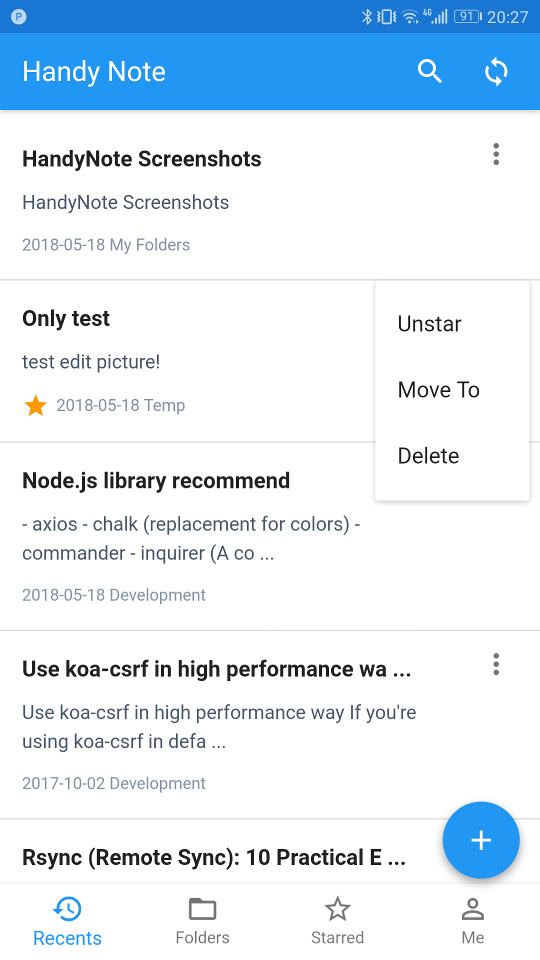 P 4G 91 20:27
Handy Note
HandyNote Screenshots
HandyNote Screenshots
2018-05-18 My Folders
Only test
test edit picture!
2018-05-18 Temp
Unstar
Move To
Delete
Node.js library recommend
- axios - chalk (replacement for colors) -
commander - inquirer (A co ...
2018-05-18 Development
Use koa-csrf in high performance wa ...
Use koa-csrf in high performance way If you're
using koa-csrf in defa ...
2017-10-02 Development
Rsync (Remote Sync): 10 Practical E ...
Recents
Folders
Starred
Me